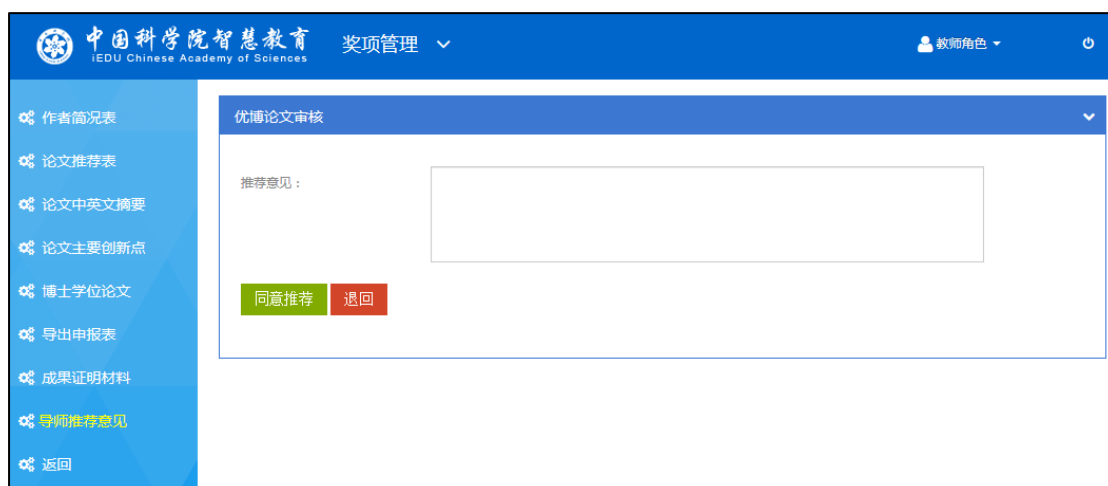 中国科学院智慧教育
iEDU Chinese Academy of Sciences
奖项管理
教师角色
作者简况表
论文推荐表
论文中英文摘要
论文主要创新点
博士学位论文
导出申报表
成果证明材料
导师推荐意见
返回
优博论文审核
推荐意见：
同意推荐
退回